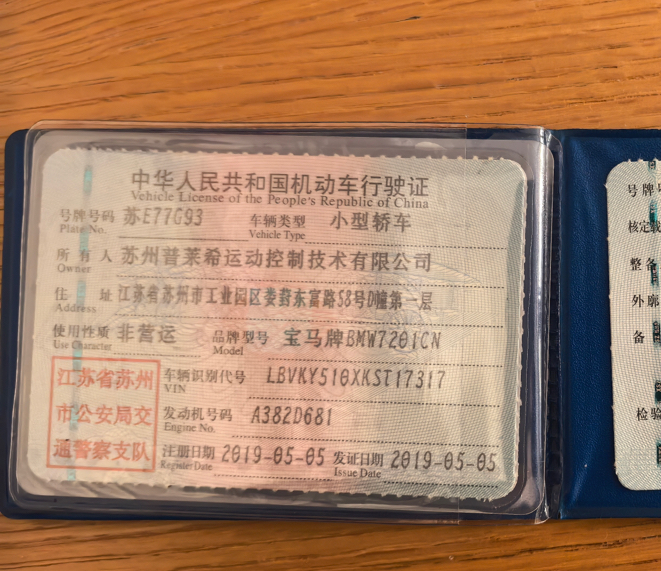 中华人民共和国机动车行驶证
Vehicle License of the People's Republic of China
号牌号码 苏E77G93 车辆类型 小型轿车
Plate No. Vehicle Type
所有人 苏州普莱希运动控制技术有限公司
Owner
住址 江苏省苏州市工业园区娄葑东富路58号D幢第一层
Address
使用性质 非营运 品牌型号 宝马牌BMW7201CN
Use Character Model
江苏省苏州
市公安局交
通警察支队
车辆识别代号 LBVKY510XKST17317
VIN
发动机号码 A382D681
Engine No.
注册日期 2019-05-05 发证日期 2019-05-05
Register Date Issue Date
号牌
核定载
整备
外廓
备
检验